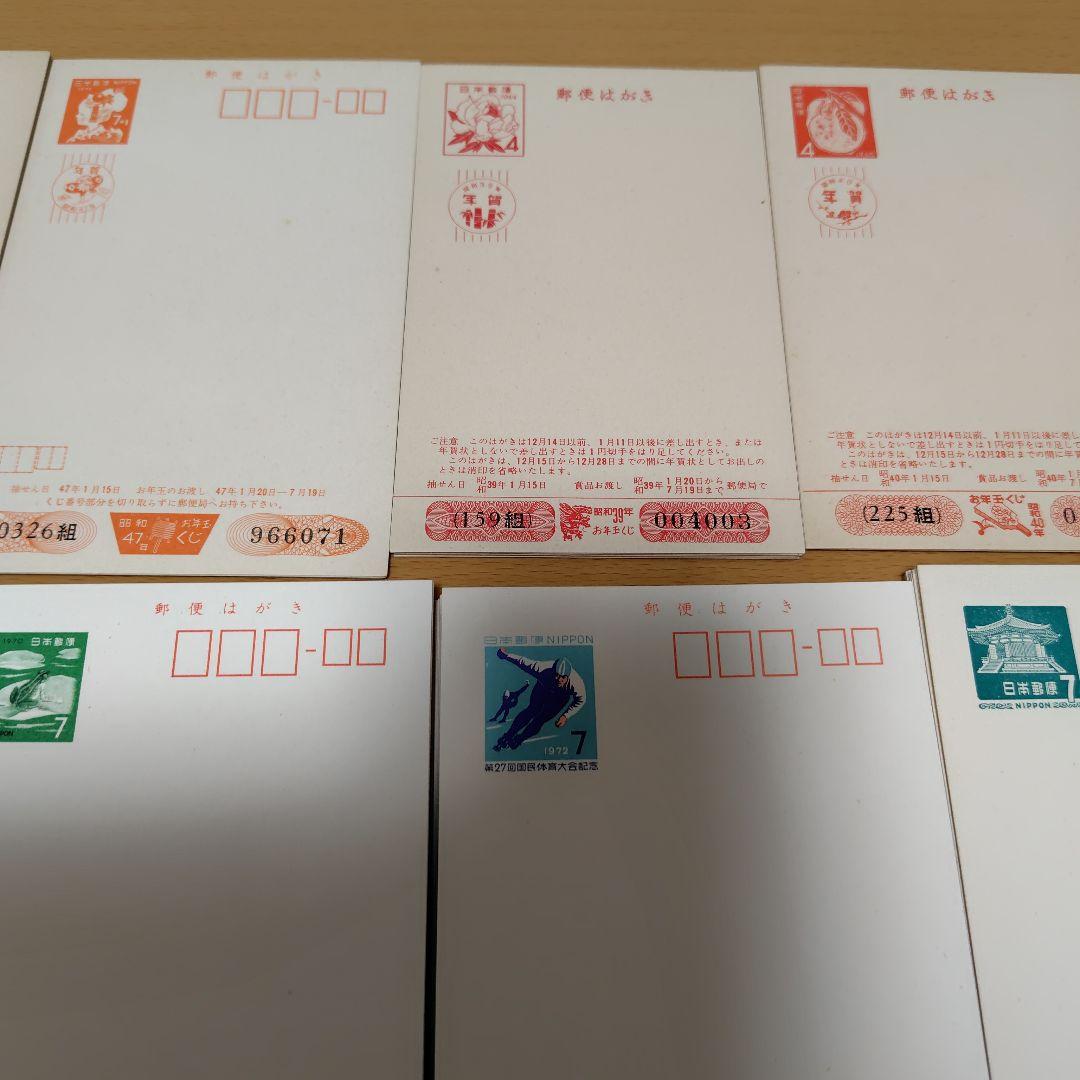 日本郵便 NIPPON
7
郵便はがき
年賀
抽せん日 47年1月15日 お年玉のお渡し 47年1月20日―7月19日
くじ番号部分を切り取らずに郵便局へお持ち下さい。
0326組
昭和47年
お年玉くじ
966071
日本郵便
4
郵便はがき
年賀
ご注意 このはがきは12月14日以前、1月11日以後に差し出すとき、または
年賀状としないで差し出すときは1円切手をはり足してください。
このはがきは、12月15日から12月28日までの間に年賀状としてお出しの
ときは消印を省略いたします。
抽せん日 昭和39年1月15日 賞品お渡し 昭和39年1月20日から7月19日まで郵便局で
(159組)
昭和39年
お年玉くじ
004003
4
郵便はがき
年賀
ご注意 このはがきは12月14日以前、1月11日以後に差し
年賀状としないで差し出すときは1円切手をはり足して
このはがきは、12月15日から12月28日までの間に年賀状
ときは消印を省略いたします。
抽せん日 昭和40年1月15日 賞品お渡し 昭和40年
(225組)
お年玉くじ
昭和40年
0
郵便はがき
1970 日本郵便
7
PON
郵便はがき
日本郵便 NIPPON
1972 7
第27回国民体育大会記念
日本郵便 7
NIPPON